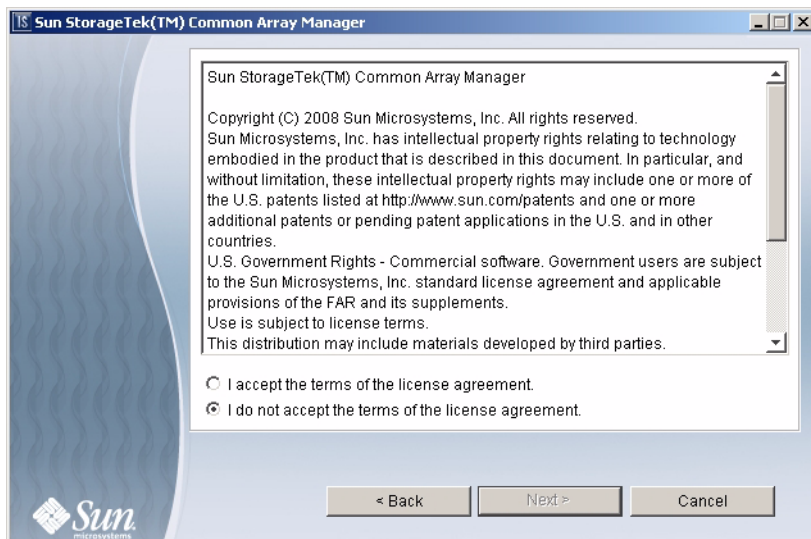 Sun StorageTek(TM) Common Array Manager
Sun StorageTek(TM) Common Array Manager
Copyright (C) 2008 Sun Microsystems, Inc. All rights reserved.
Sun Microsystems, Inc. has intellectual property rights relating to technology
embodied in the product that is described in this document. In particular, and
without limitation, these intellectual property rights may include one or more of
the U.S. patents listed at http://www.sun.com/patents and one or more
additional patents or pending patent applications in the U.S. and in other
countries.
U.S. Government Rights - Commercial software. Government users are subject
to the Sun Microsystems, Inc. standard license agreement and applicable
provisions of the FAR and its supplements.
Use is subject to license terms.
This distribution may include materials developed by third parties.
I accept the terms of the license agreement.
I do not accept the terms of the license agreement.
< Back
Next >
Cancel
Sun
microsystems